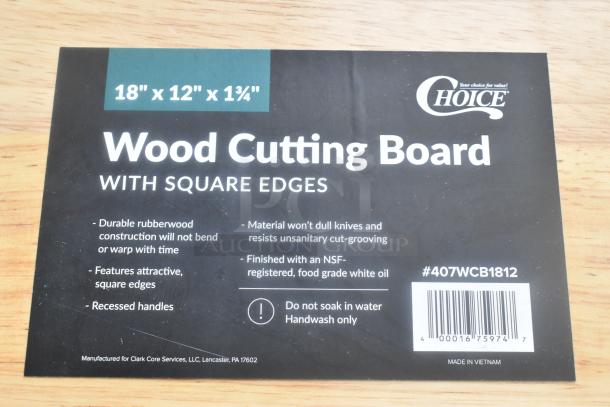 18" x 12" x 1¾"
Your choice for value!
CHOICE
Wood Cutting Board
WITH SQUARE EDGES
- Durable rubberwood
construction will not bend
or warp with time
- Features attractive,
square edges
- Recessed handles
- Material won't dull knives and
resists unsanitary cut-grooving
- Finished with an NSF-
registered, food grade white oil
! Do not soak in water
Handwash only
#407WCB1812
4 00016 75974 7
Manufactured for Clark Core Services, LLC, Lancaster, PA 17602
MADE IN VIETNAM
PCI
AUCTION GROUP